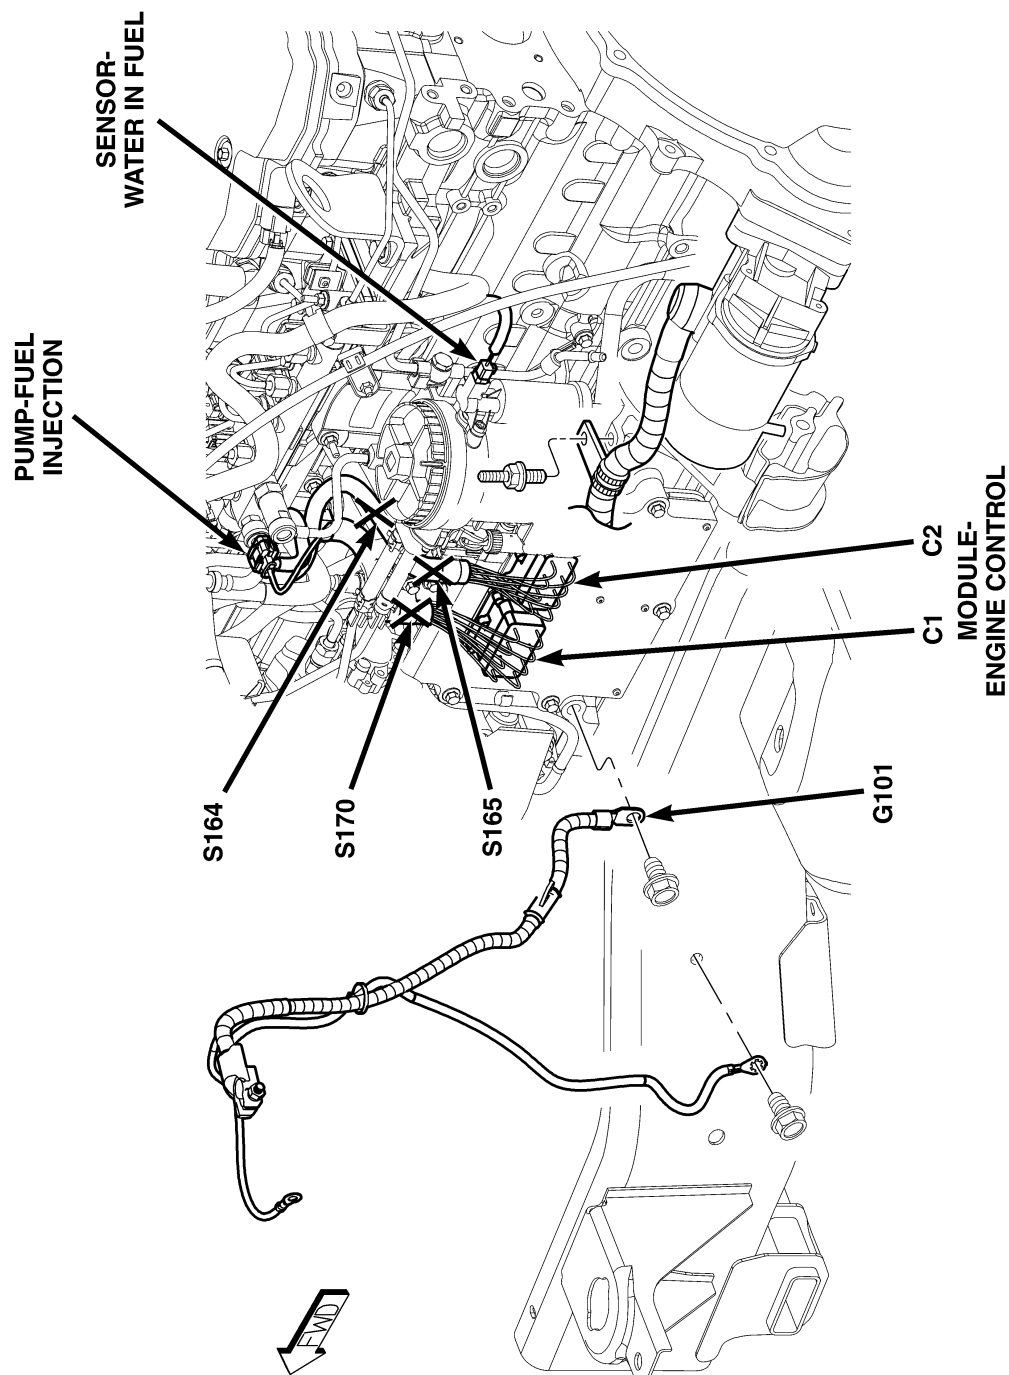 SENSOR-
WATER IN FUEL
PUMP-FUEL
INJECTION
C2
C1
MODULE-
ENGINE CONTROL
S164
S170
S165
G101
FWD